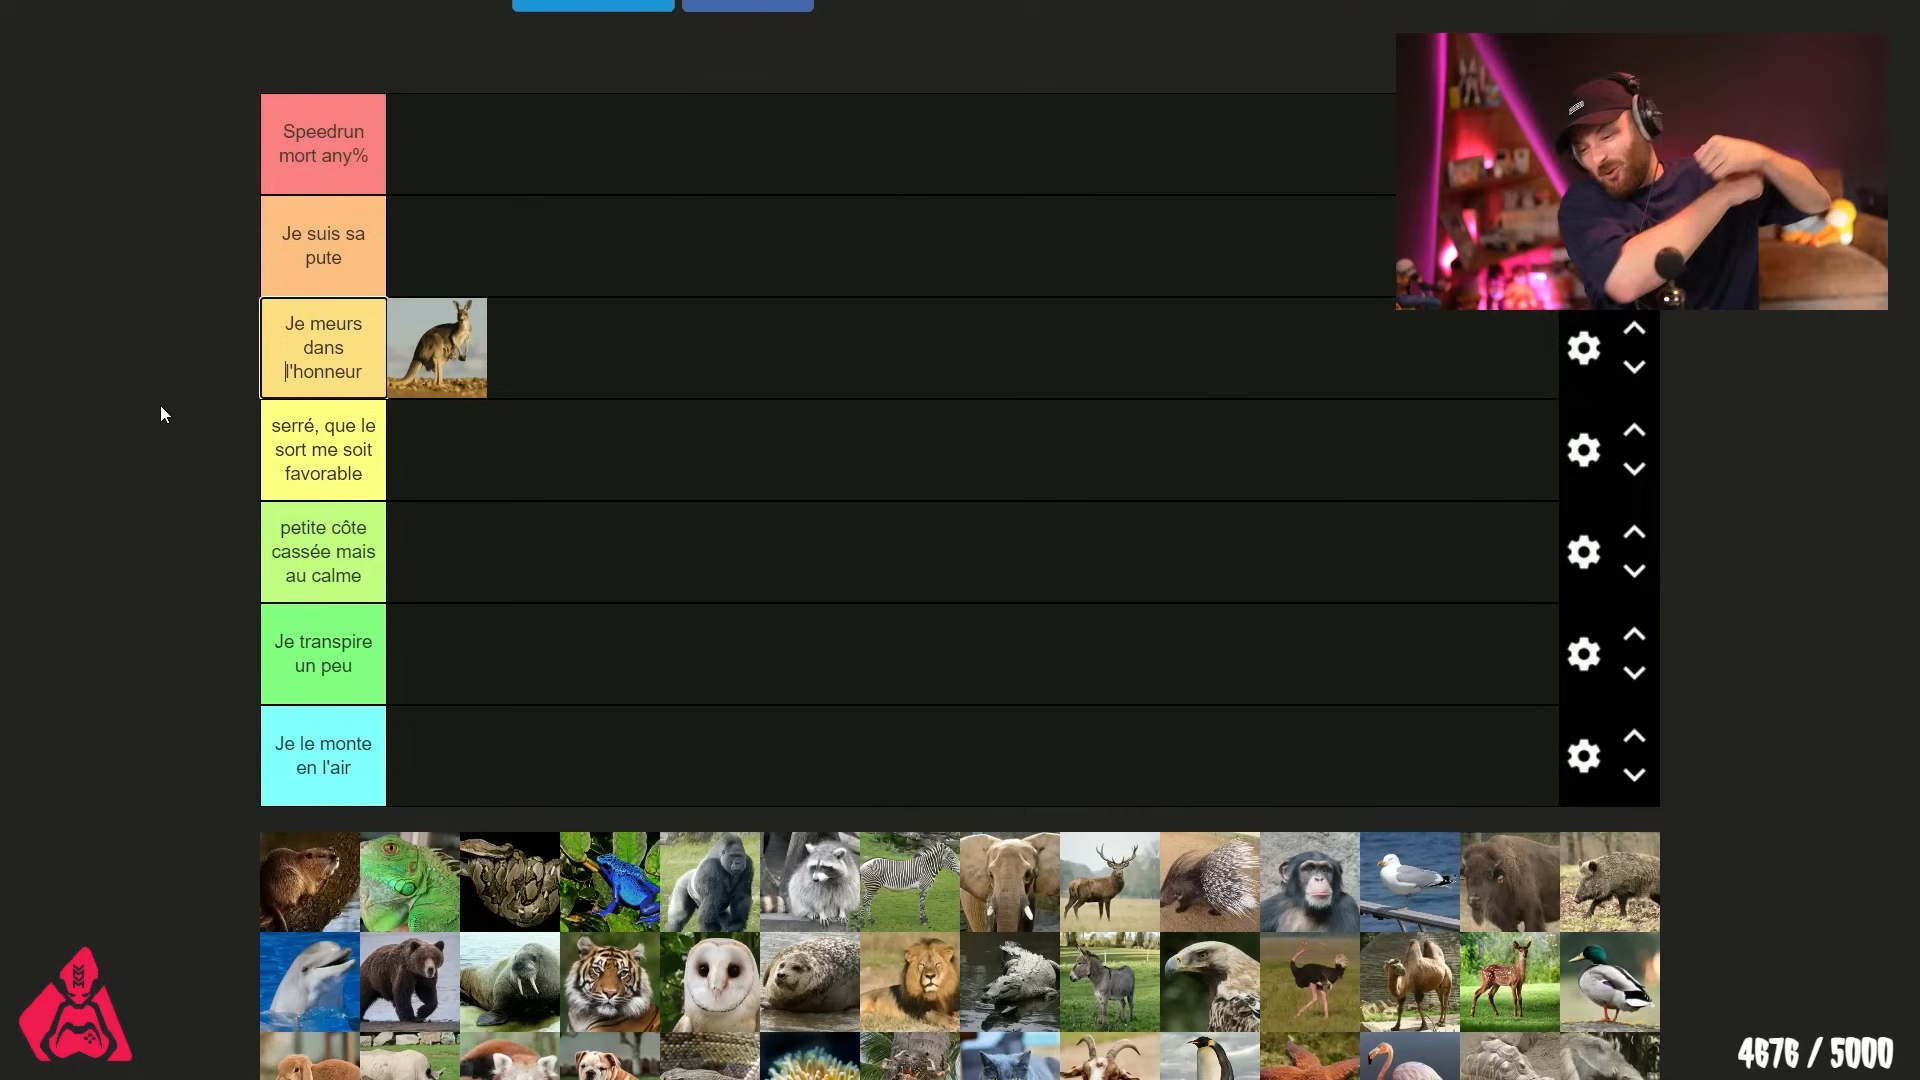 Speedrun
mort any%
Je suis sa
pute
Je meurs
dans
l'honneur
serré, que le
sort me soit
favorable
petite côte
cassée mais
au calme
Je transpire
un peu
Je le monte
en l'air
4676 / 5000